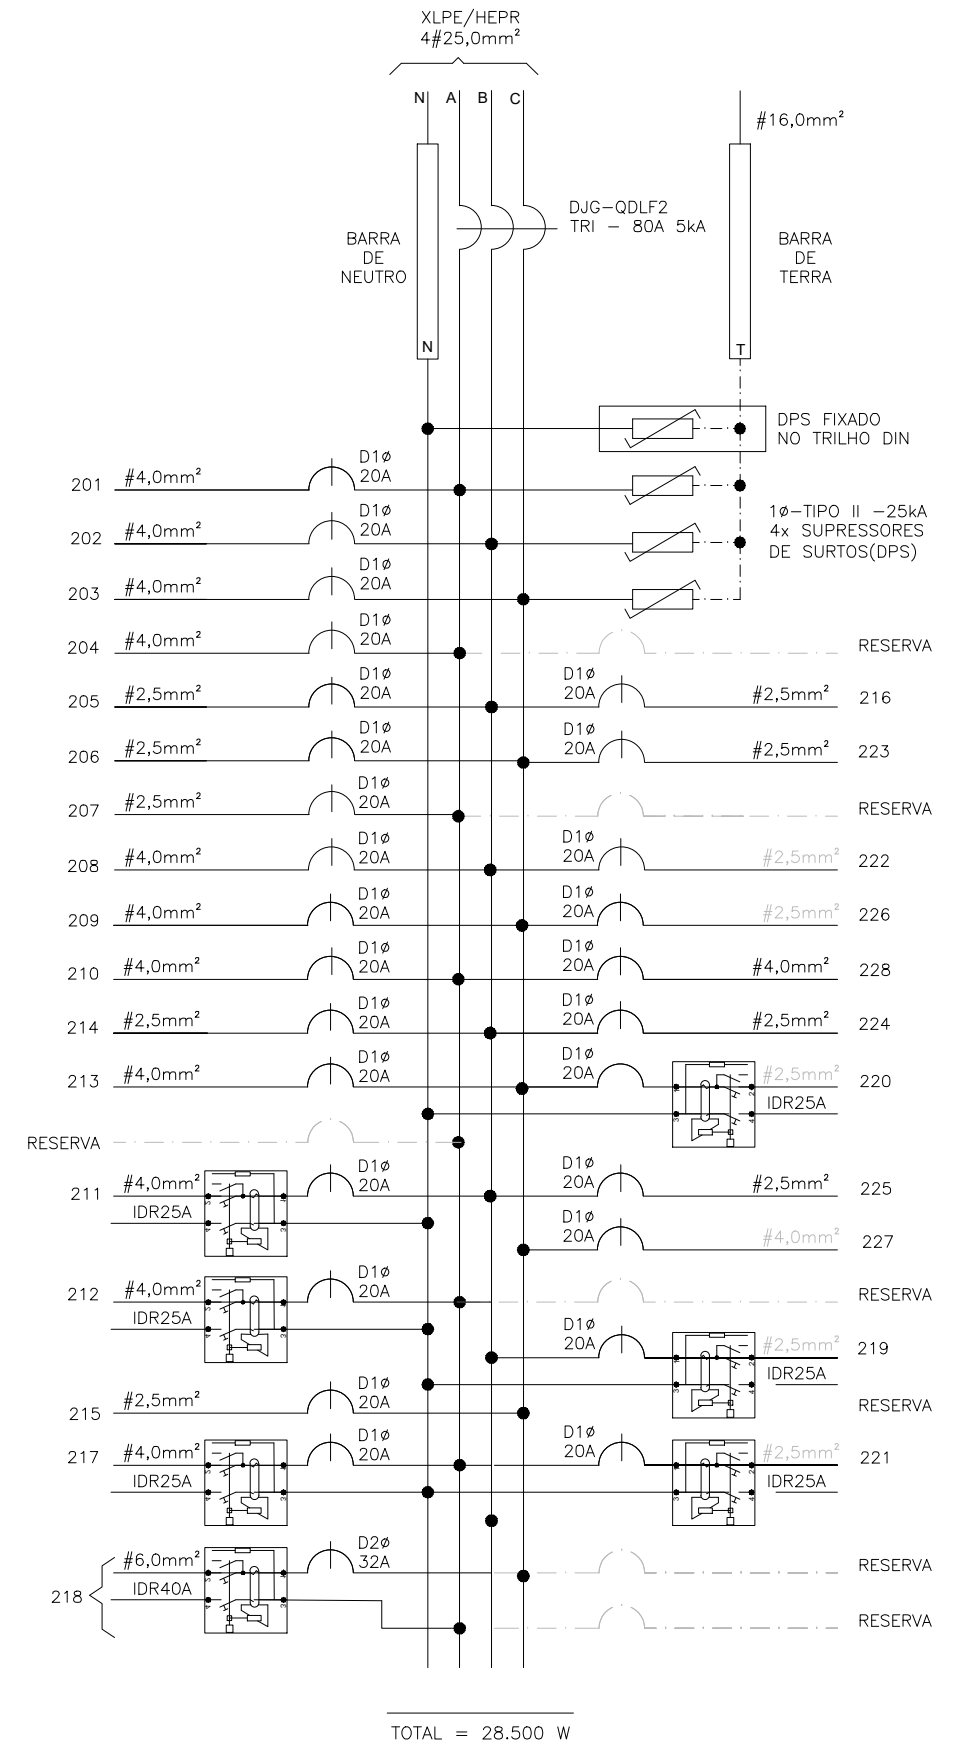 XLPE/HEPR
4#25,0mm²
N A B C
#16,0mm²
DJG-QDLF2
TRI - 80A 5kA
BARRA
DE
NEUTRO
BARRA
DE
TERRA
N
T
DPS FIXADO
NO TRILHO DIN
1ø-TIPO II -25kA
4x SUPRESSORES
DE SURTOS(DPS)
201 #4,0mm² D1ø
20A
202 #4,0mm² D1ø
20A
203 #4,0mm² D1ø
20A
204 #4,0mm² D1ø
20A
RESERVA
205 #2,5mm² D1ø
20A
D1ø
20A
#2,5mm² 216
206 #2,5mm² D1ø
20A
D1ø
20A
#2,5mm² 223
207 #2,5mm² D1ø
20A
RESERVA
208 #4,0mm² D1ø
20A
D1ø
20A
#2,5mm² 222
209 #4,0mm² D1ø
20A
D1ø
20A
#2,5mm² 226
210 #4,0mm² D1ø
20A
D1ø
20A
#4,0mm² 228
214 #2,5mm² D1ø
20A
D1ø
20A
#2,5mm² 224
213 #4,0mm² D1ø
20A
D1ø
20A
#2,5mm² 220
IDR25A
RESERVA
211 #4,0mm² D1ø
20A
IDR25A
D1ø
20A
#2,5mm² 225
D1ø
20A
#4,0mm² 227
212 #4,0mm² D1ø
20A
IDR25A
RESERVA
D1ø
20A
#2,5mm² 219
IDR25A
215 #2,5mm² D1ø
20A
RESERVA
217 #4,0mm² D1ø
20A
IDR25A
D1ø
20A
#2,5mm² 221
IDR25A
218 #6,0mm² D2ø
32A
IDR40A
RESERVA
RESERVA
TOTAL = 28.500 W